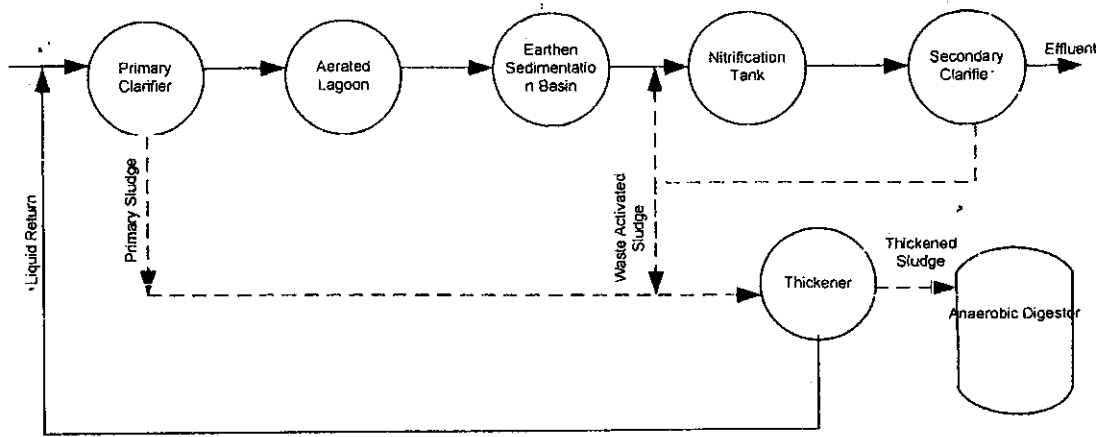 Primary
Clarifier
Aerated
Lagoon
Earthen
Sedimentatio
n Basin
Nitrification
Tank
Secondary
Clarifier
Effluent
Liquid Return
Primary Sludge
Waste Activated
Sludge
Thickener
Thickened
Sludge
Anaerobic Digestor